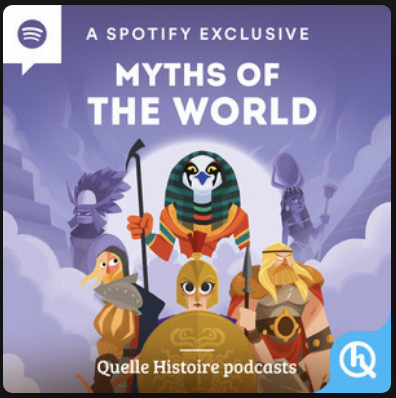 A SPOTIFY EXCLUSIVE
MYTHS OF
THE WORLD
Quelle Histoire podcasts